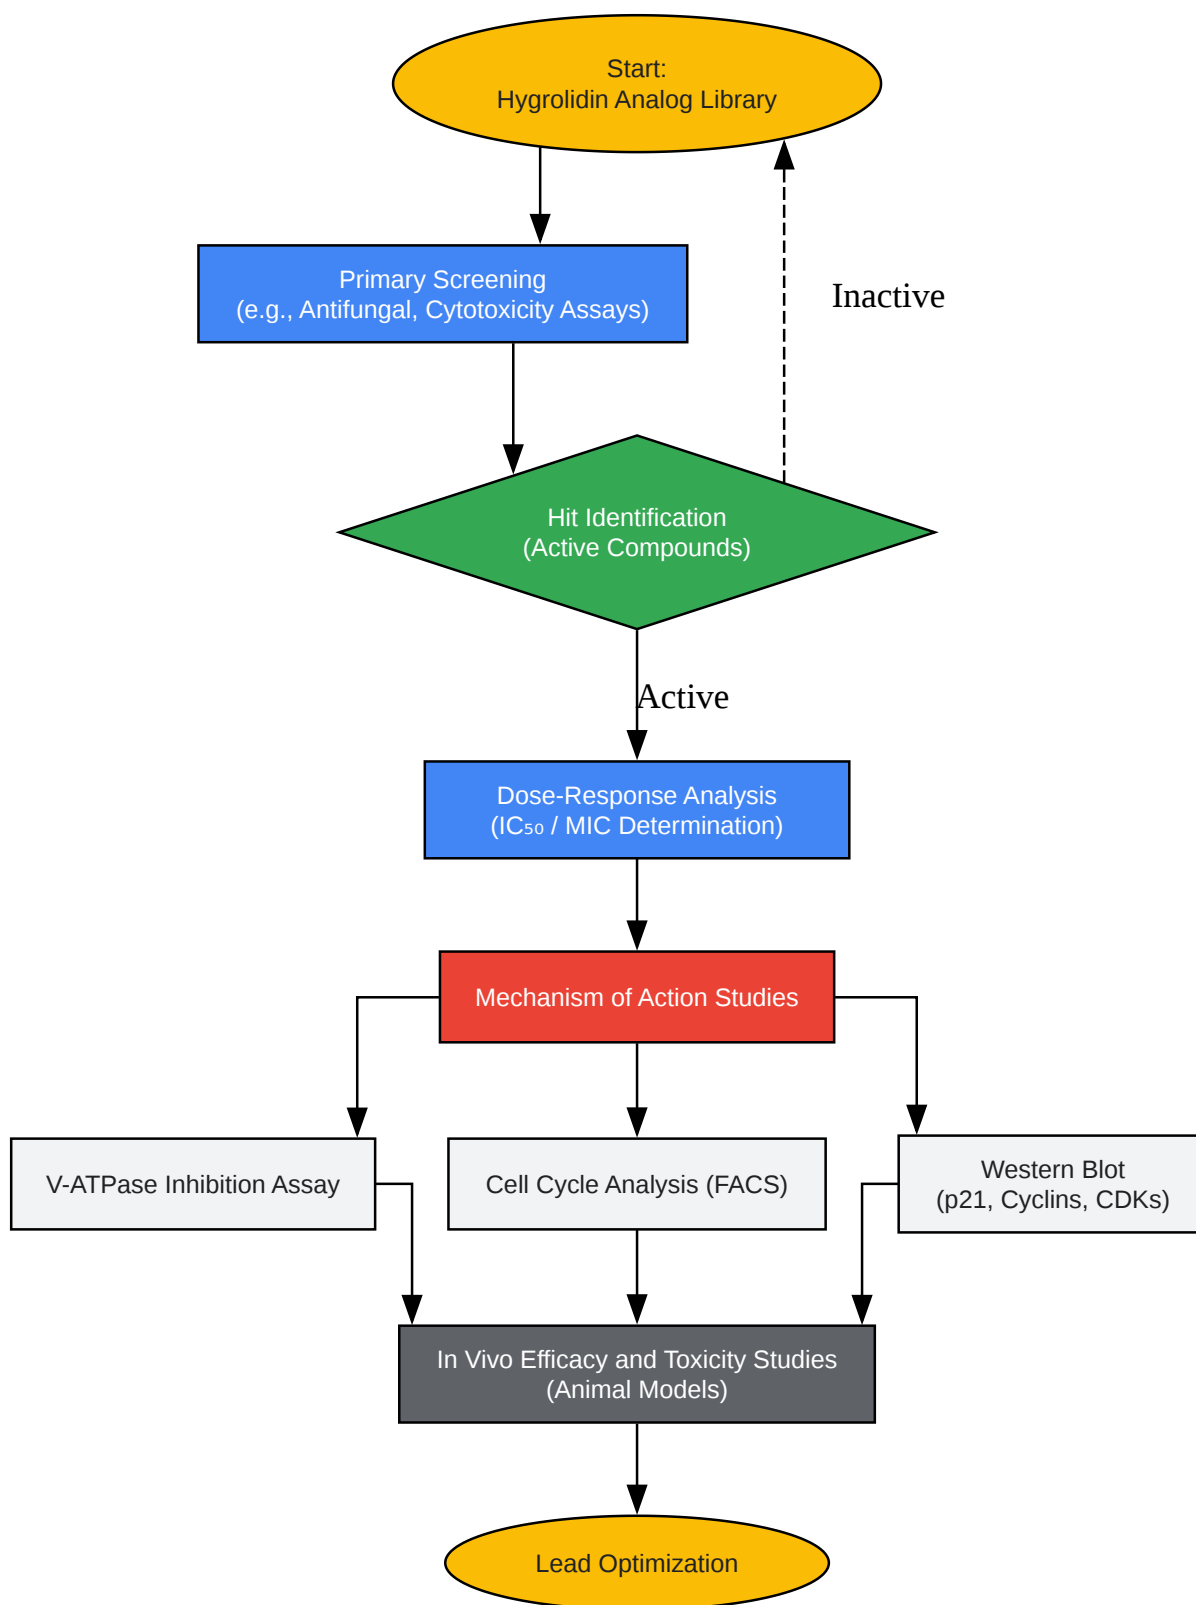 Start:
Hygrolidin Analog Library
Primary Screening
(e.g., Antifungal, Cytotoxicity Assays)
Inactive
Hit Identification
(Active Compounds)
Active
Dose-Response Analysis
(IC₅₀ / MIC Determination)
Mechanism of Action Studies
V-ATPase Inhibition Assay
Cell Cycle Analysis (FACS)
Western Blot
(p21, Cyclins, CDKs)
In Vivo Efficacy and Toxicity Studies
(Animal Models)
Lead Optimization